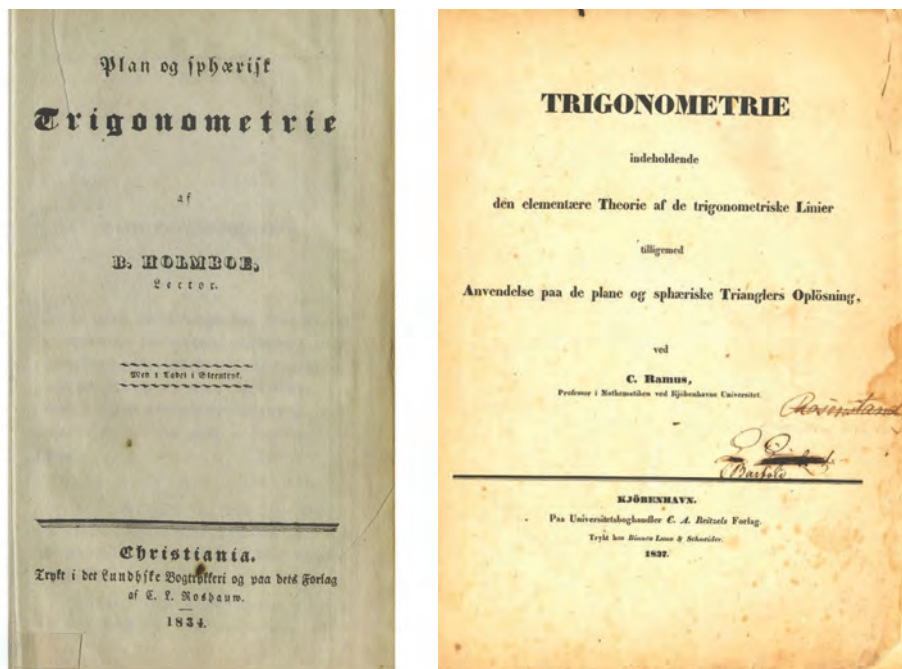 Plan og sphærisk
Trigonometrie
af
B. HOLMBOE,
Lector.
Med 1 Tavel i Steentryk.
Christiania.
Trykt i det Lundhske Bogtrykkeri og paa dets Forlag
af C. L. Roshauw.
1834.
TRIGONOMETRIE
indeholdende
den elementære Theorie af de trigonometriske Linier
tilligemed
Anvendelse paa de plane og sphæriske Trianglers Oplösning,
ved
C. Ramus,
Professor i Mathematiken ved Kjöbenhavns Universitet.
Bartold
KJÖBENHAVN.
Paa Universitetsboghandler C. A. Reitzels Forlag.
Trykt hos Bianco Luno & Schneider.
1837.